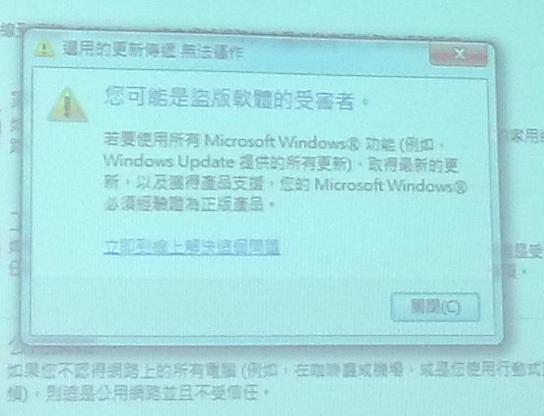 選用的更新傳遞 無法運作
您可能是盜版軟體的受害者。
若要使用所有 Microsoft Windows® 功能 (例如,
Windows Update 提供的所有更新)、取得最新的更
新,以及獲得產品支援,您的 Microsoft Windows®
必須經驗證為正版產品。
立即到線上解決這個問題
關閉(C)
如果您不認得網路上的所有電腦 (例如,在咖啡廳或機場,或是您使用行動式
則這是公用網路並且不受信任。